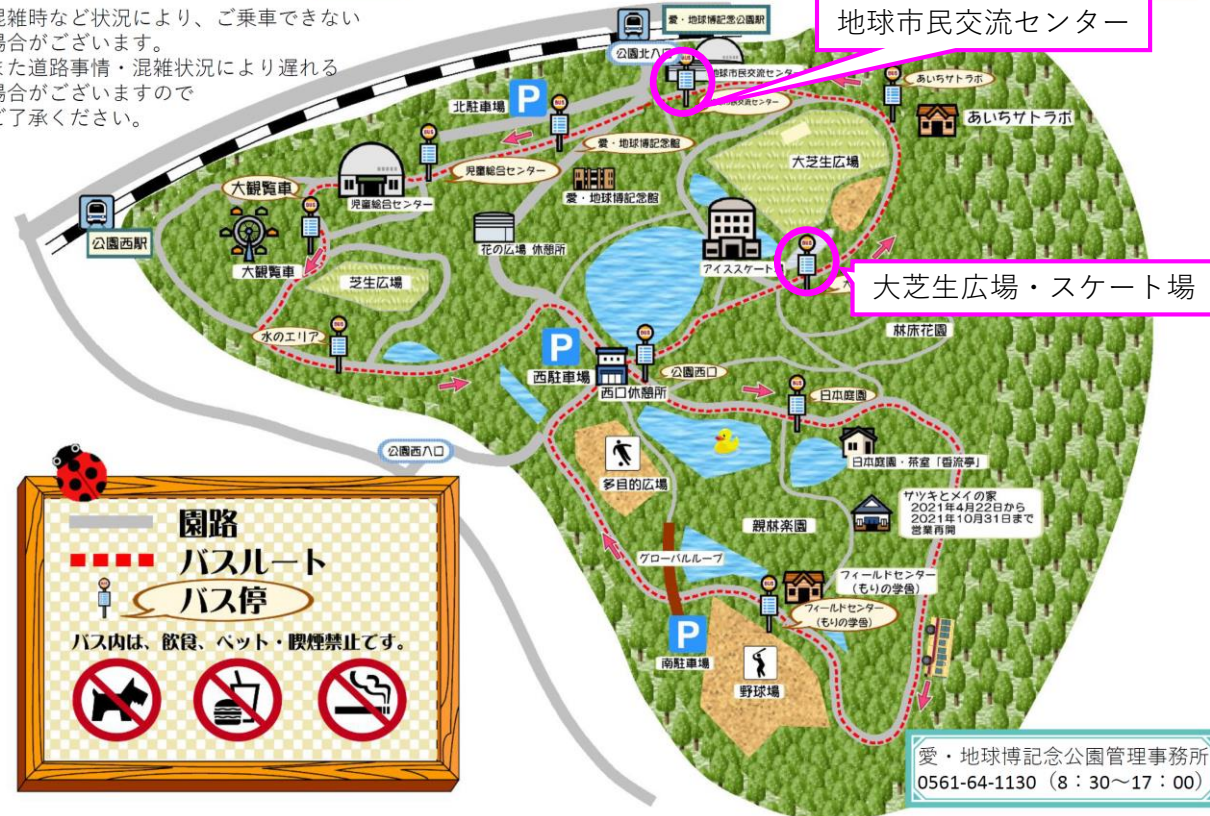 混雑時など状況により、ご乗車できない
場合がございます。
また道路事情・混雑状況により遅れる
場合がございますので
ご了承ください。
愛・地球博記念公園駅
地球市民交流センター
公園北入口
地球市民交流センター
あいちサトラボ
あいちサトラボ
北駐車場
P
愛・地球博記念館
大芝生広場
児童総合センター
愛・地球博記念館
大観覧車
児童総合センター
公園西駅
花の広場 休憩所
アイススケート
大観覧車
芝生広場
大芝生広場・スケート場
林床花園
水のエリア
P
西駐車場
公園西口
西口休憩所
日本庭園
公園西入口
多目的広場
日本庭園・茶室「香流亭」
サツキとメイの家
2021年4月22日から
2021年10月31日まで
営業再開
親林楽園
グローバルループ
フィールドセンター
(もりの学舎)
フィールドセンター
(もりの学舎)
P
南駐車場
野球場
園路
バスルート
BUS
バス停
バス内は、飲食、ペット・喫煙禁止です。
愛・地球博記念公園管理事務所
0561-64-1130(8:30~17:00)